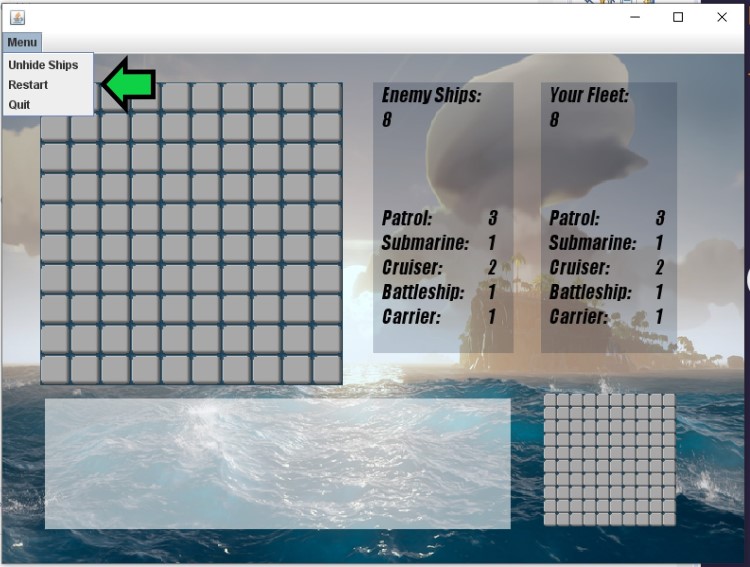 Menu
Unhide Ships
Restart
Quit
Enemy Ships:
8
Patrol: 3
Submarine: 1
Cruiser: 2
Battleship: 1
Carrier: 1
Your Fleet:
8
Patrol: 3
Submarine: 1
Cruiser: 2
Battleship: 1
Carrier: 1